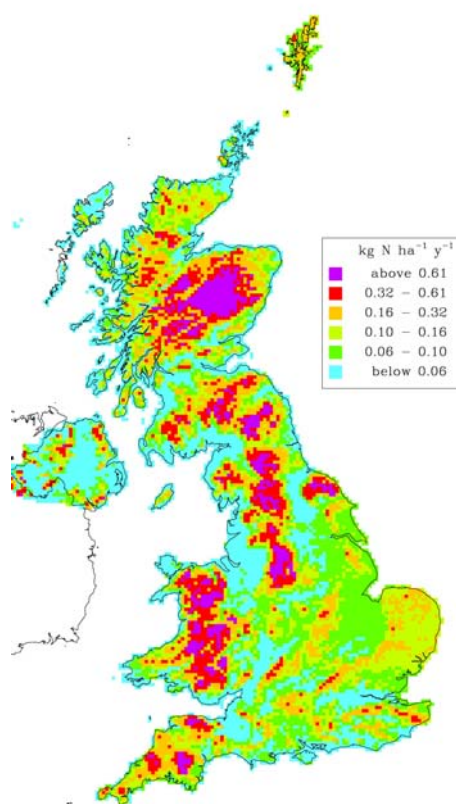 kg N ha⁻¹ y⁻¹
above 0.61
0.32 – 0.61
0.16 – 0.32
0.10 – 0.16
0.06 – 0.10
below 0.06